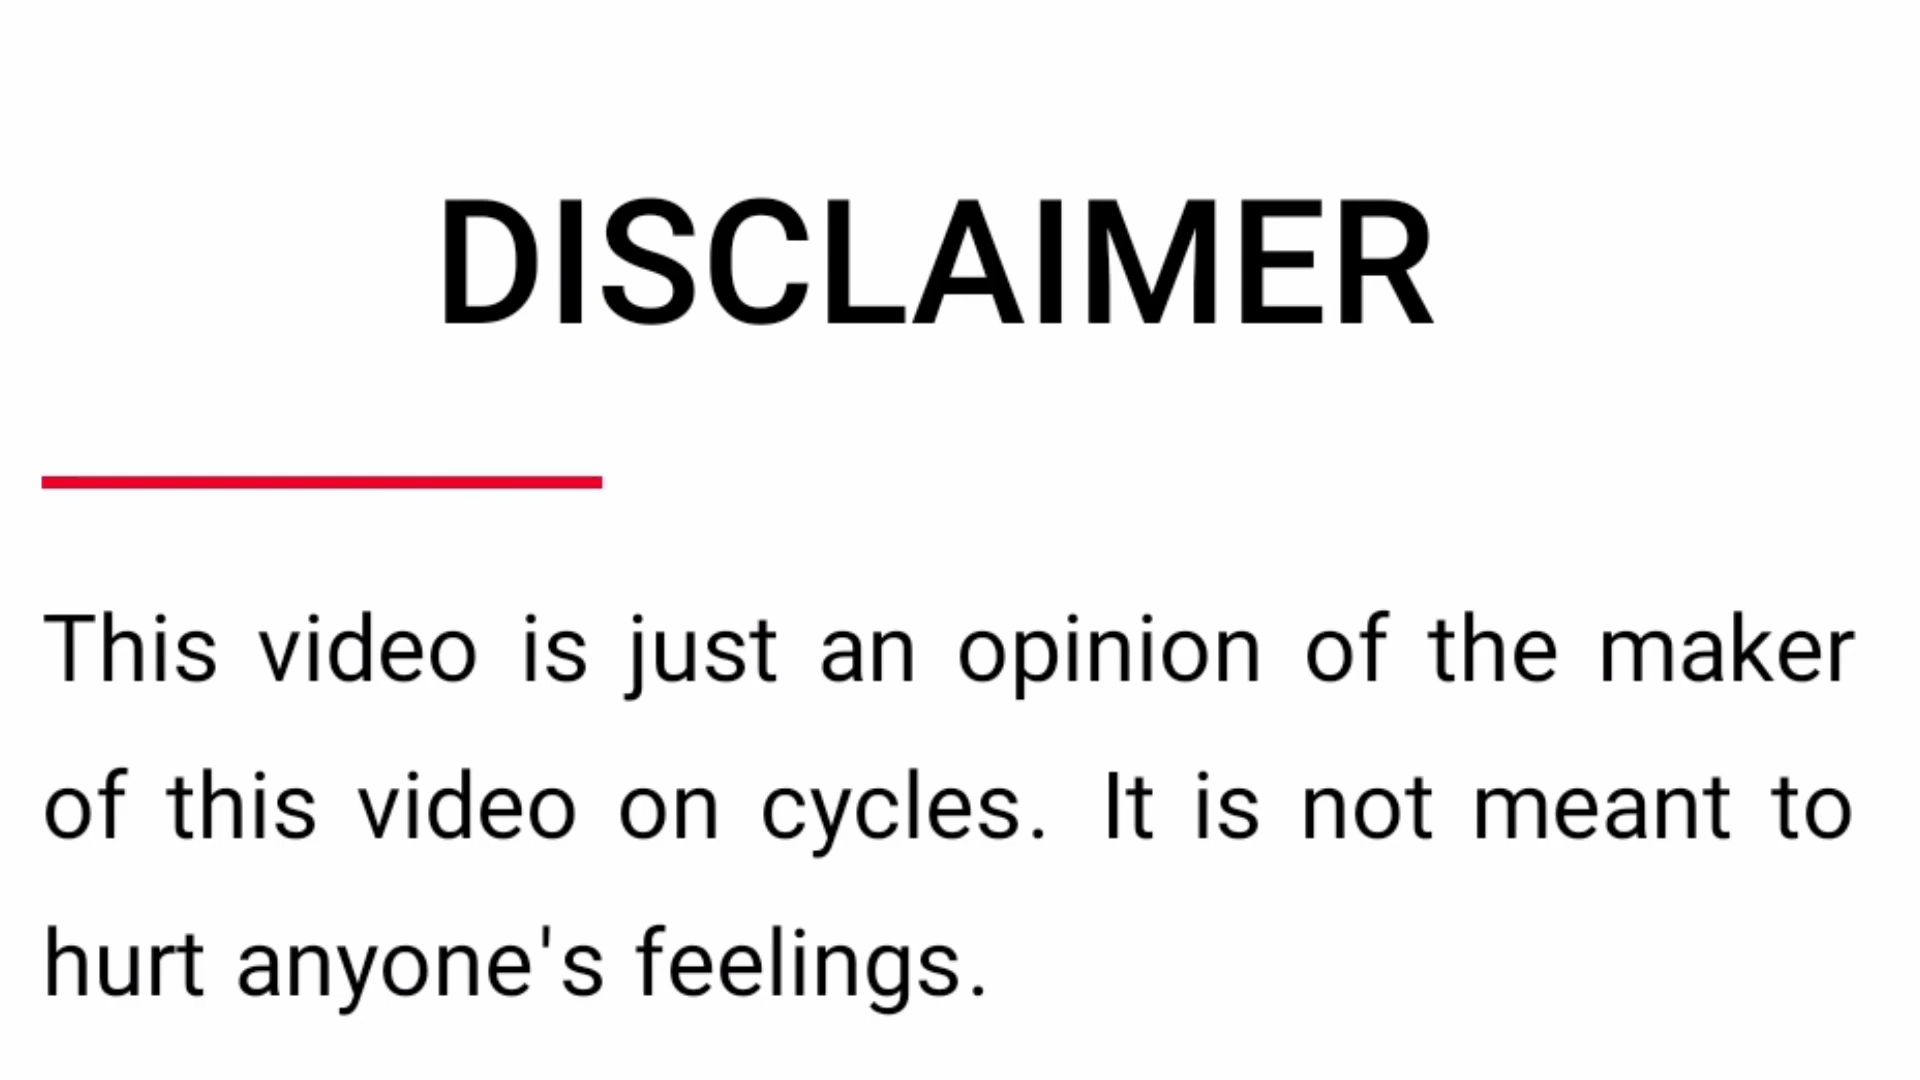 DISCLAIMER
This video is just an opinion of the maker
of this video on cycles. It is not meant to
hurt anyone's feelings.